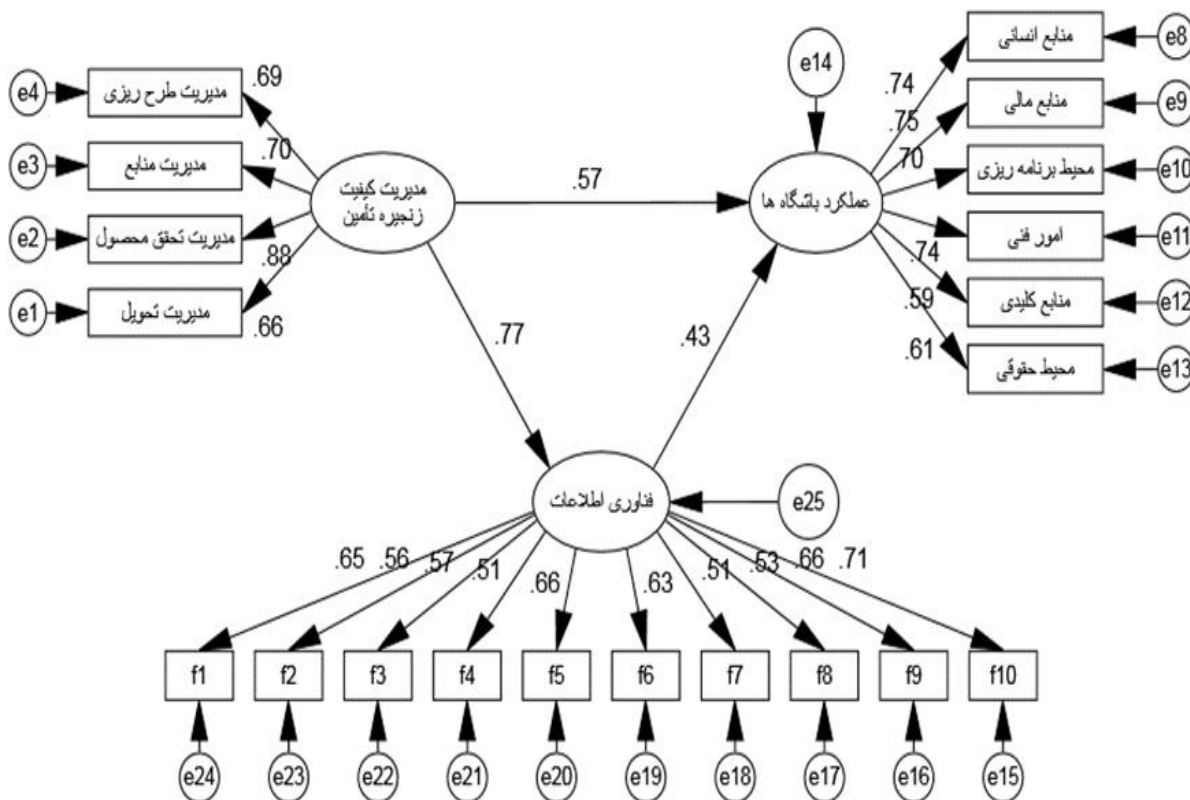 e4
مدیریت طرح ریزی
.69
e3
مدیریت منابع
.70
e2
مدیریت تحقق محصول
.88
e1
مدیریت تحویل
.66
مدیریت کیفیت
زنجیره تأمین
.57
.77
.43
e14
عملکرد باشگاه ها
.74
منابع انسانی
e8
.75
منابع مالی
e9
.70
محیط برنامه ریزی
e10
امور فنی
e11
.74
منابع کلیدی
e12
.59
محیط حقوقی
e13
.61
فناوری اطلاعات
e25
.65 .56 .57 .51 .66 .63 .51 .53 .66 .71
f1 f2 f3 f4 f5 f6 f7 f8 f9 f10
e24 e23 e22 e21 e20 e19 e18 e17 e16 e15